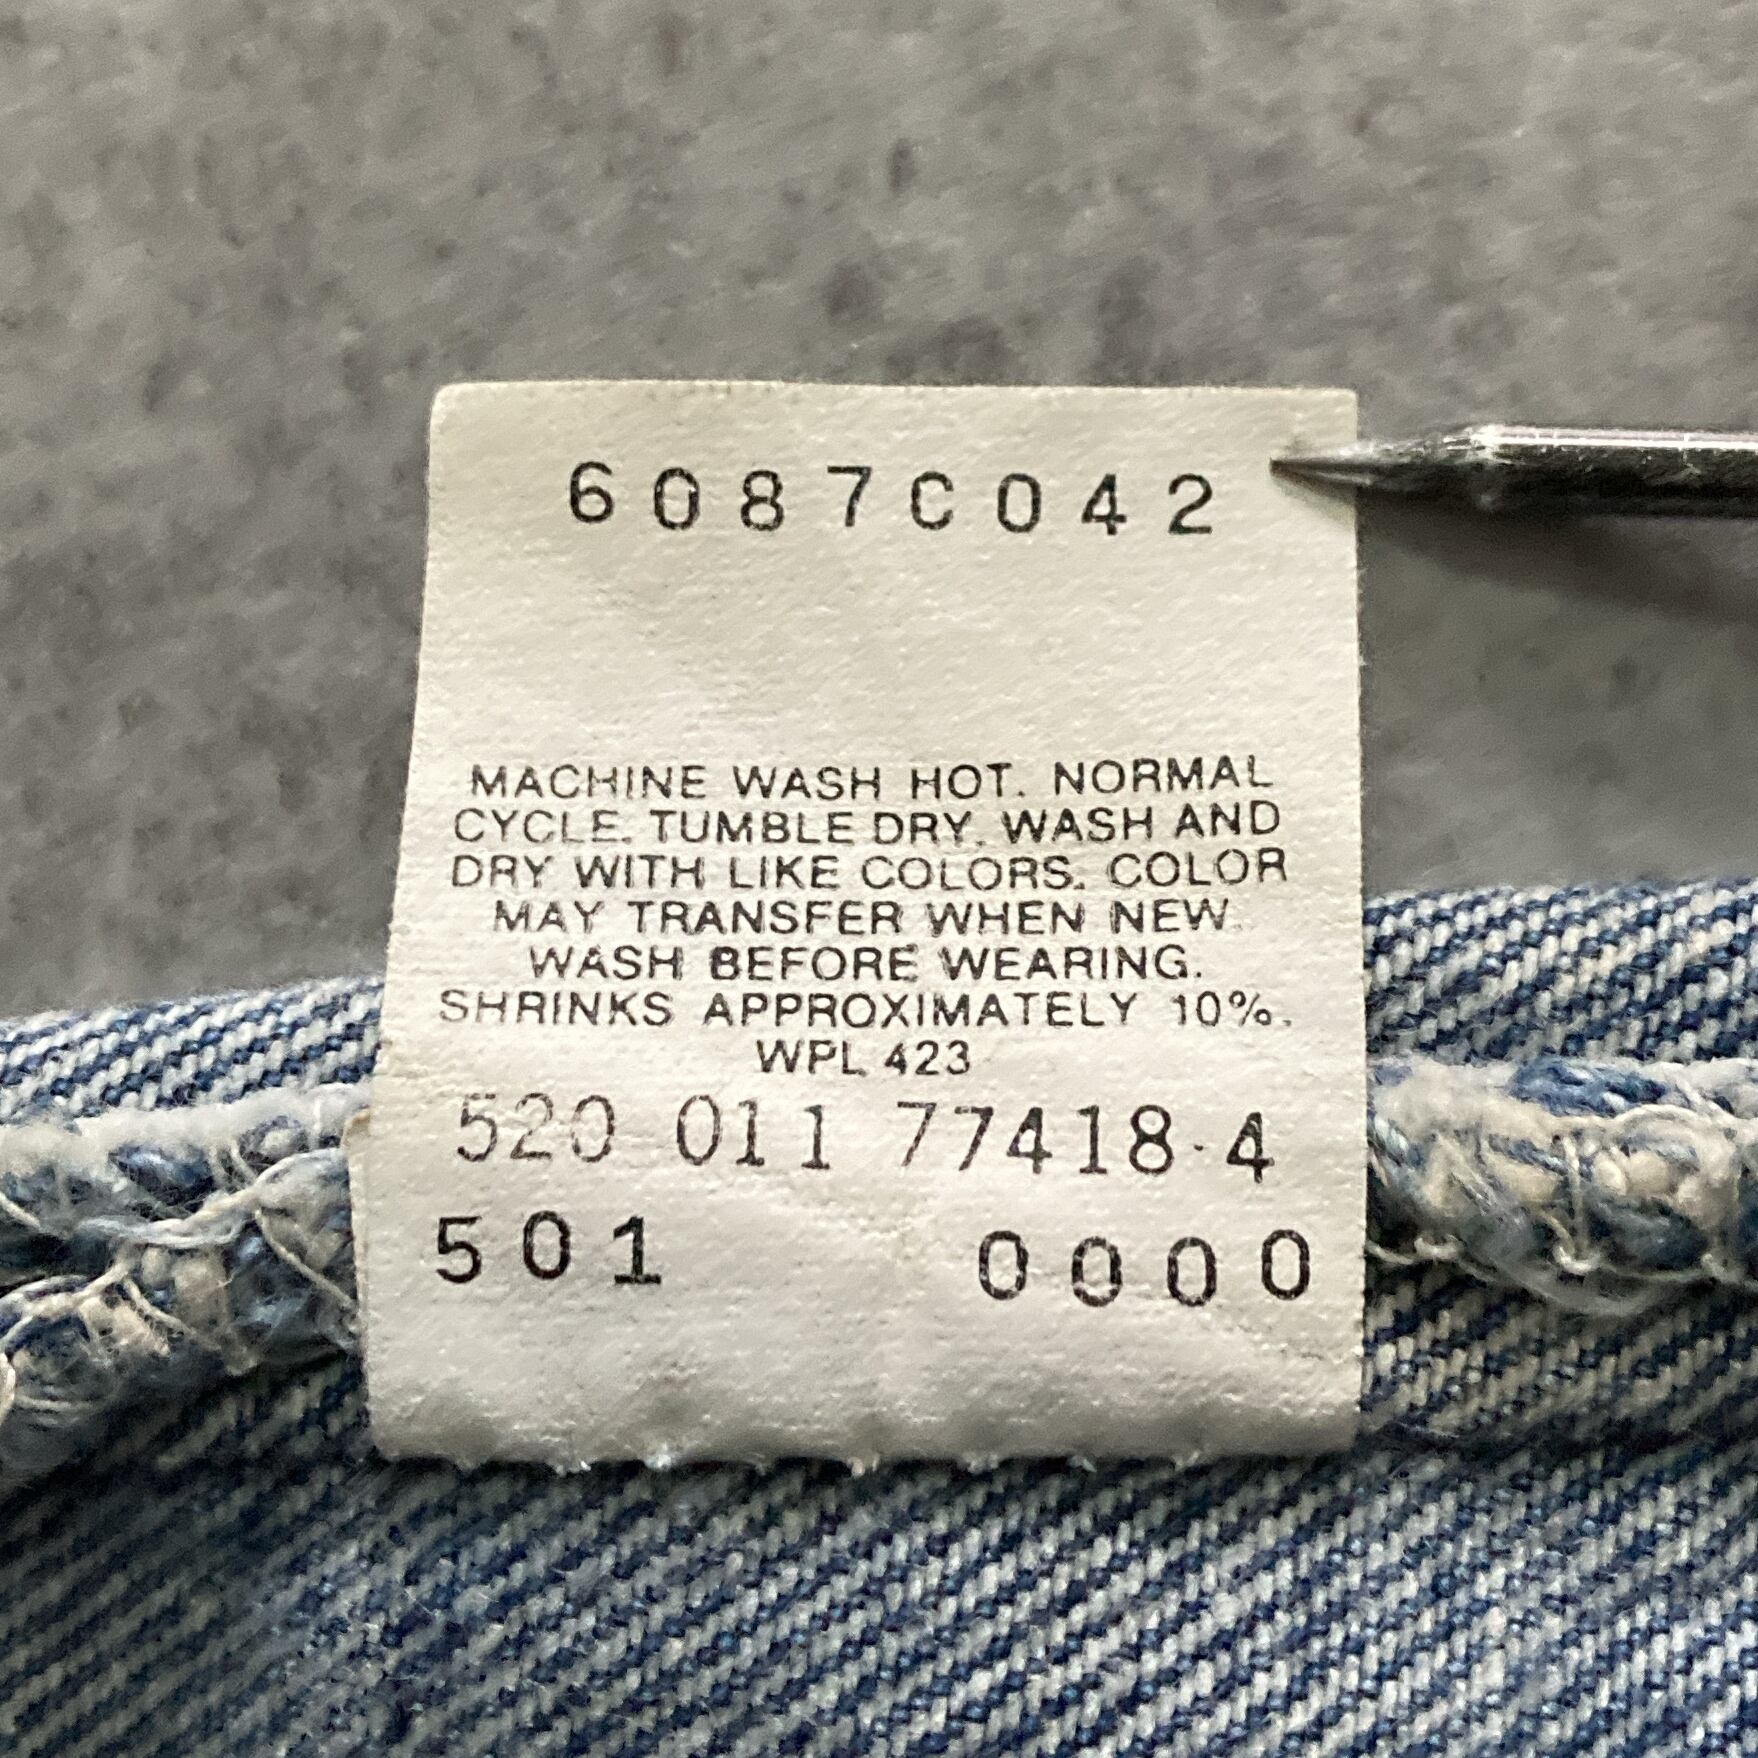 6087C042
MACHINE WASH HOT. NORMAL
CYCLE. TUMBLE DRY. WASH AND
DRY WITH LIKE COLORS. COLOR
MAY TRANSFER WHEN NEW.
WASH BEFORE WEARING.
SHRINKS APPROXIMATELY 10%.
WPL 423
520 011 77418-4
501 0000